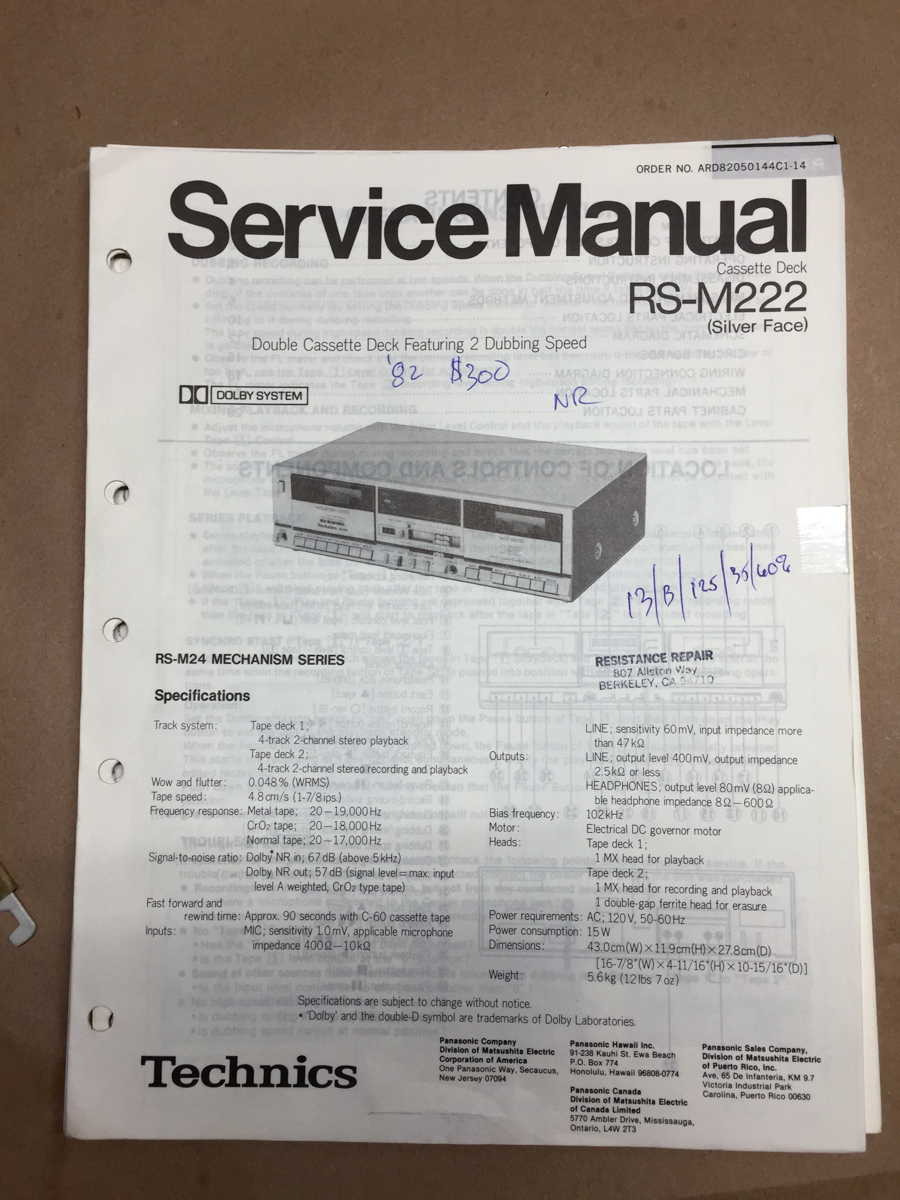 ORDER NO. ARD82050144C1-14
Service Manual
Cassette Deck
RS-M222
(Silver Face)
Double Cassette Deck Featuring 2 Dubbing Speed
'82 $300
NR
DOLBY SYSTEM
13/B/125/35/60%
RS-M24 MECHANISM SERIES
RESISTANCE REPAIR
807 Allston Way
BERKELEY, CA 94710
Specifications
Track system: Tape deck 1;
4-track 2-channel stereo playback
Tape deck 2;
4-track 2-channel stereo recording and playback
Wow and flutter: 0.048% (WRMS)
Tape speed: 4.8cm/s (1-7/8ips.)
Frequency response: Metal tape; 20–19,000Hz
CrO2 tape; 20–18,000Hz
Normal tape; 20–17,000Hz
Signal-to-noise ratio: Dolby* NR in; 67dB (above 5kHz)
Dolby NR out; 57dB (signal level=max. input
level A weighted, CrO2 type tape)
Fast forward and
rewind time: Approx. 90 seconds with C-60 cassette tape
Inputs: MIC; sensitivity 1.0mV, applicable microphone
impedance 400Ω–10kΩ
LINE; sensitivity 60mV, input impedance more
than 47kΩ
Outputs: LINE; output level 400mV, output impedance
2.5kΩ or less
HEADPHONES; output level 80mV (8Ω) applica-
ble headphone impedance 8Ω–600Ω
Bias frequency: 102kHz
Motor: Electrical DC governor motor
Heads: Tape deck 1;
1 MX head for playback
Tape deck 2;
1 MX head for recording and playback
1 double-gap ferrite head for erasure
Power requirements: AC; 120V, 50-60Hz
Power consumption: 15W
Dimensions: 43.0cm(W)×11.9cm(H)×27.8cm(D)
[16-7/8"(W)×4-11/16"(H)×10-15/16"(D)]
Weight: 5.6kg (12lbs 7oz)
Specifications are subject to change without notice.
• 'Dolby' and the double-D symbol are trademarks of Dolby Laboratories.
Technics
Panasonic Company
Division of Matsushita Electric
Corporation of America
One Panasonic Way, Secaucus,
New Jersey 07094
Panasonic Hawaii Inc.
91-238 Kauhi St. Ewa Beach
P.O. Box 774
Honolulu, Hawaii 96808-0774
Panasonic Canada
Division of Matsushita Electric
of Canada Limited
5770 Ambler Drive, Mississauga,
Ontario, L4W 2T3
Panasonic Sales Company,
Division of Matsushita Electric
of Puerto Rico, Inc.
Ave, 65 De Infanteria, KM 9.7
Victoria Industrial Park
Carolina, Puerto Rico 00630